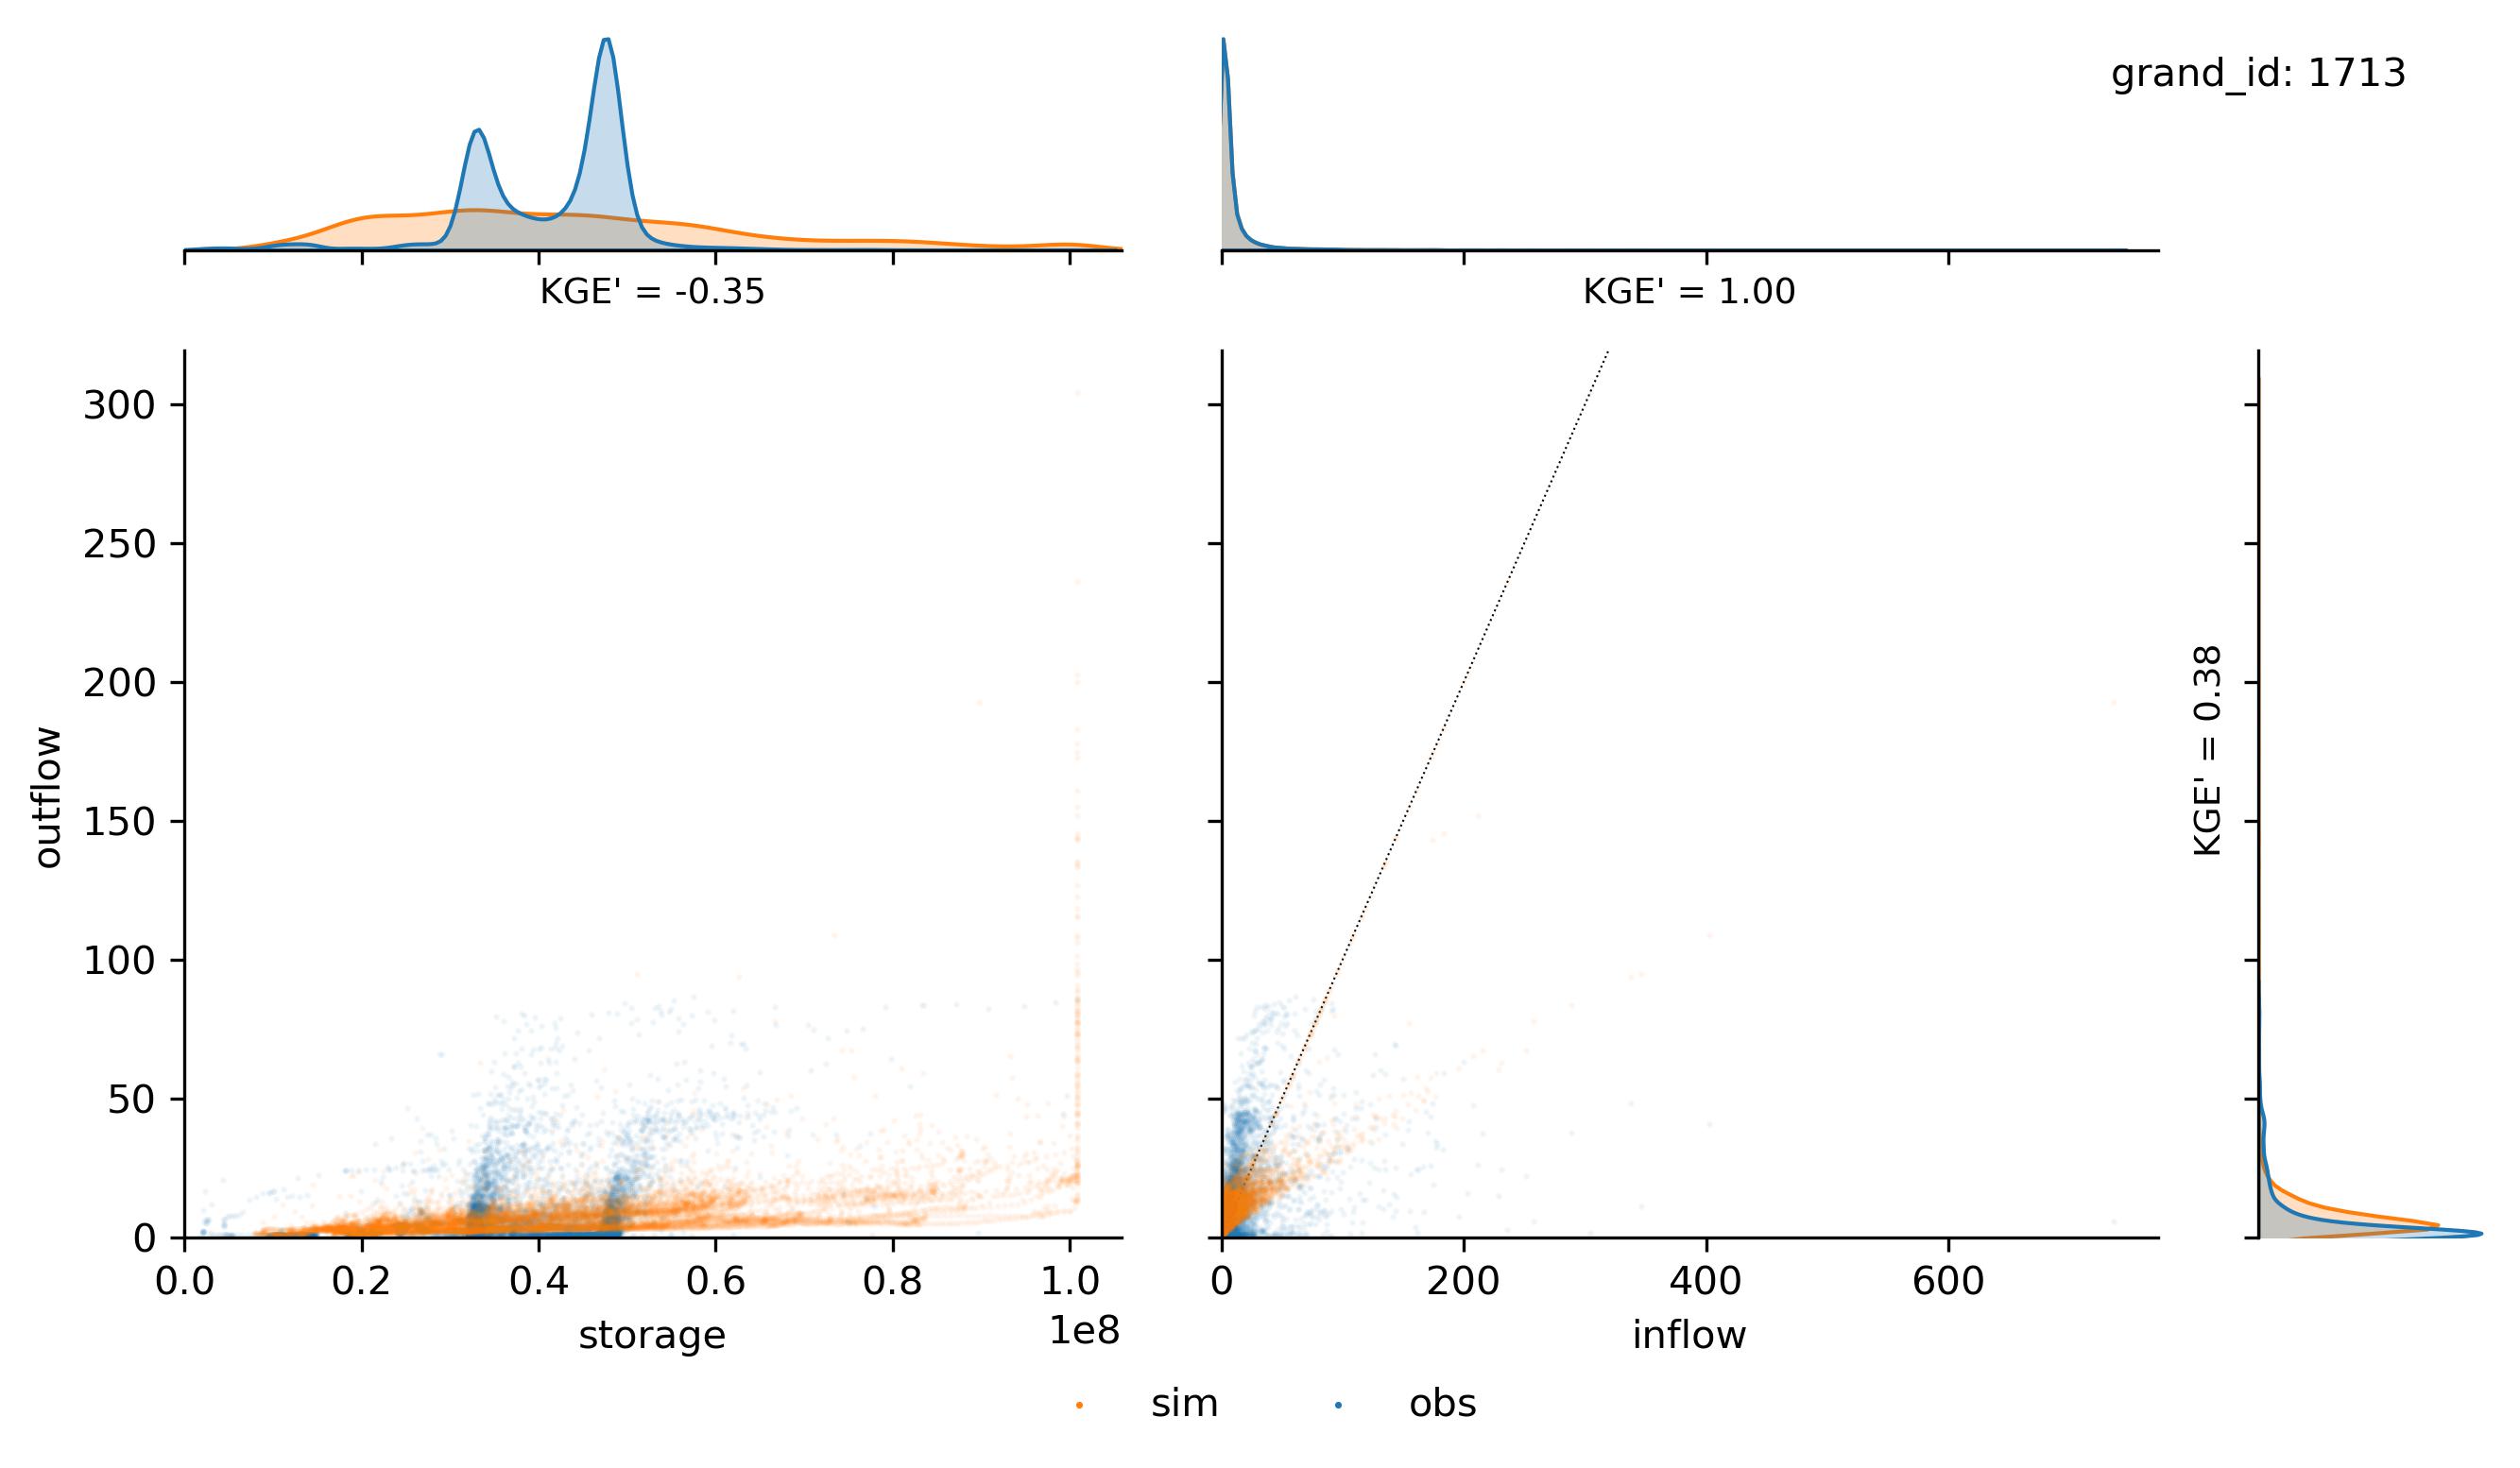 grand_id: 1713
KGE' = -0.35
KGE' = 1.00
outflow
300
250
200
150
100
50
0
0.0 0.2 0.4 0.6 0.8 1.0
1e8
storage
0 200 400 600
inflow
KGE' = 0.38
sim obs